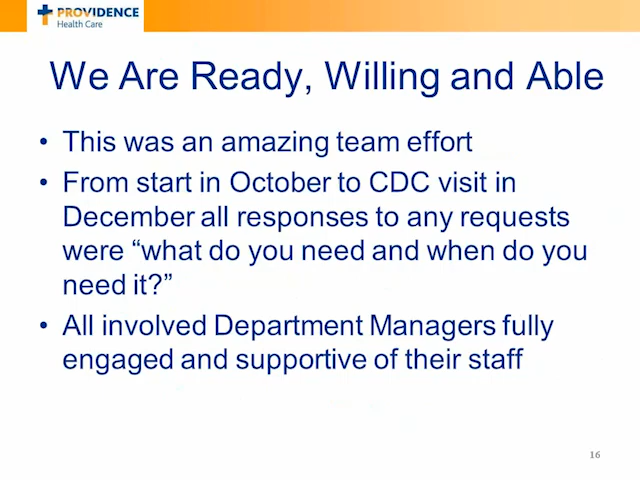 PROVIDENCE
Health Care
We Are Ready, Willing and Able
• This was an amazing team effort
• From start in October to CDC visit in
December all responses to any requests
were “what do you need and when do you
need it?”
• All involved Department Managers fully
engaged and supportive of their staff
16